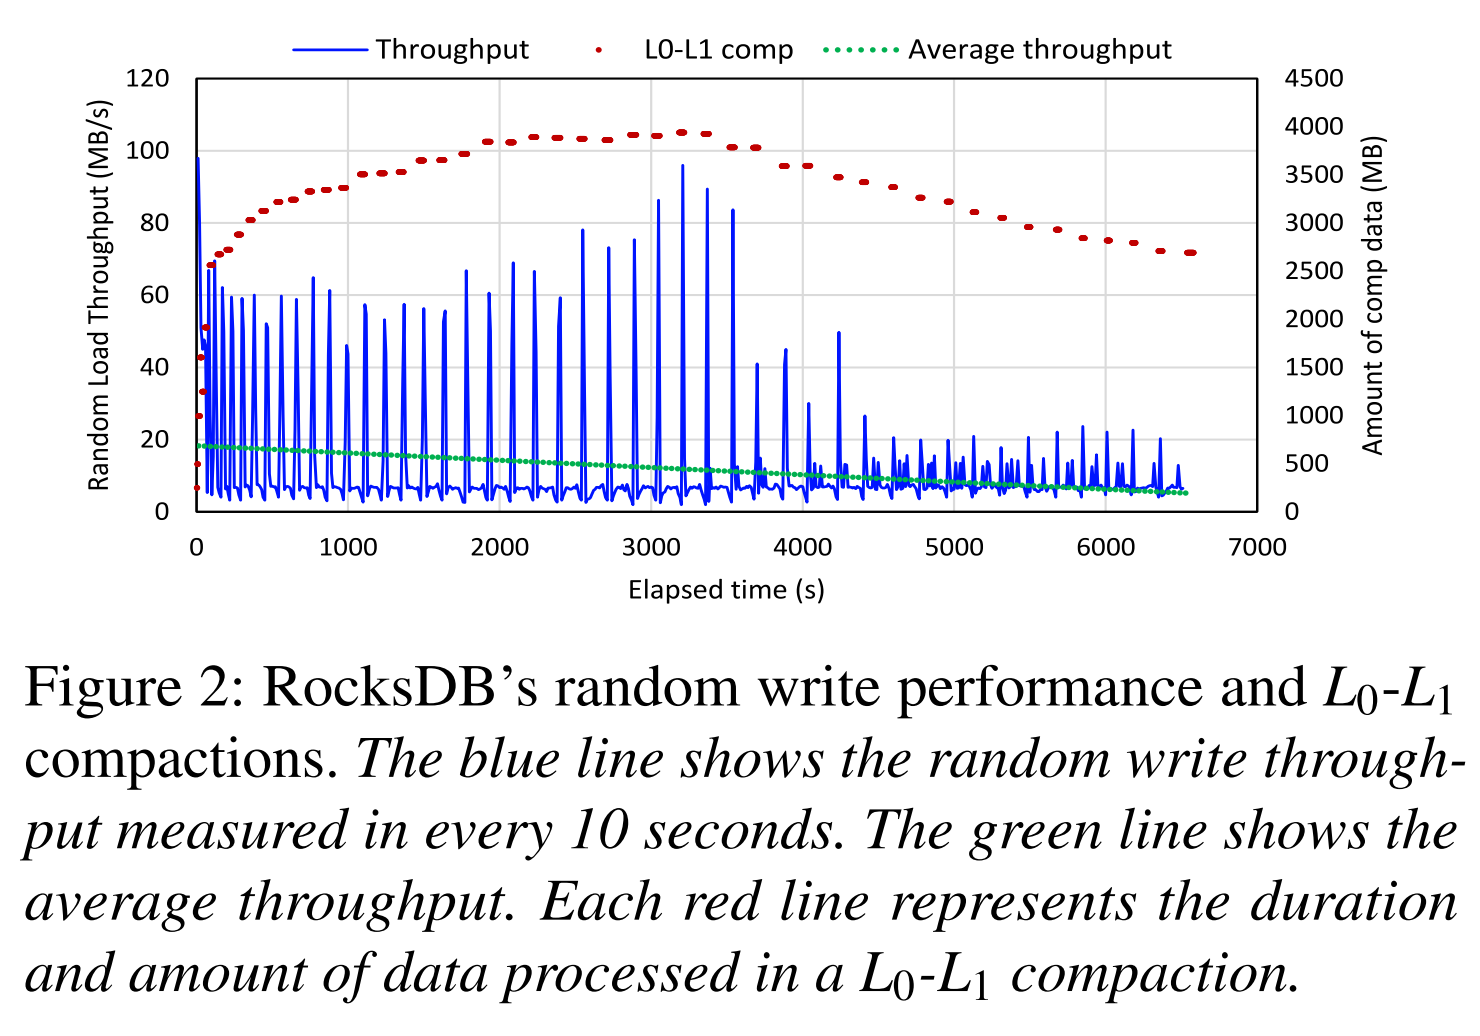 Throughput L0-L1 comp Average throughput
120 4500
100 4000
80 3500
60 3000
40 2500
20 2000
0 1500
1000
500
0
Random Load Throughput (MB/s)
Amount of comp data (MB)
0 1000 2000 3000 4000 5000 6000 7000
Elapsed time (s)
Figure 2: RocksDB’s random write performance and L0-L1
compactions. The blue line shows the random write through-
put measured in every 10 seconds. The green line shows the
average throughput. Each red line represents the duration
and amount of data processed in a L0-L1 compaction.